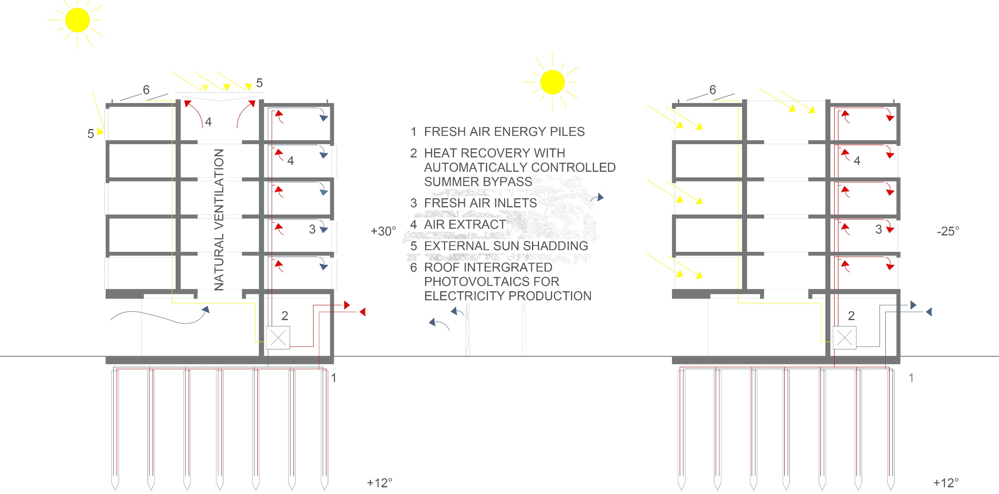 6
5
4
5
4
3
NATURAL VENTILATION
2
1
+30°
+12°
1 FRESH AIR ENERGY PILES
2 HEAT RECOVERY WITH
AUTOMATICALLY CONTROLLED
SUMMER BYPASS
3 FRESH AIR INLETS
4 AIR EXTRACT
5 EXTERNAL SUN SHADDING
6 ROOF INTERGRATED
PHOTOVOLTAICS FOR
ELECTRICITY PRODUCTION
6
4
3
2
1
-25°
+12°